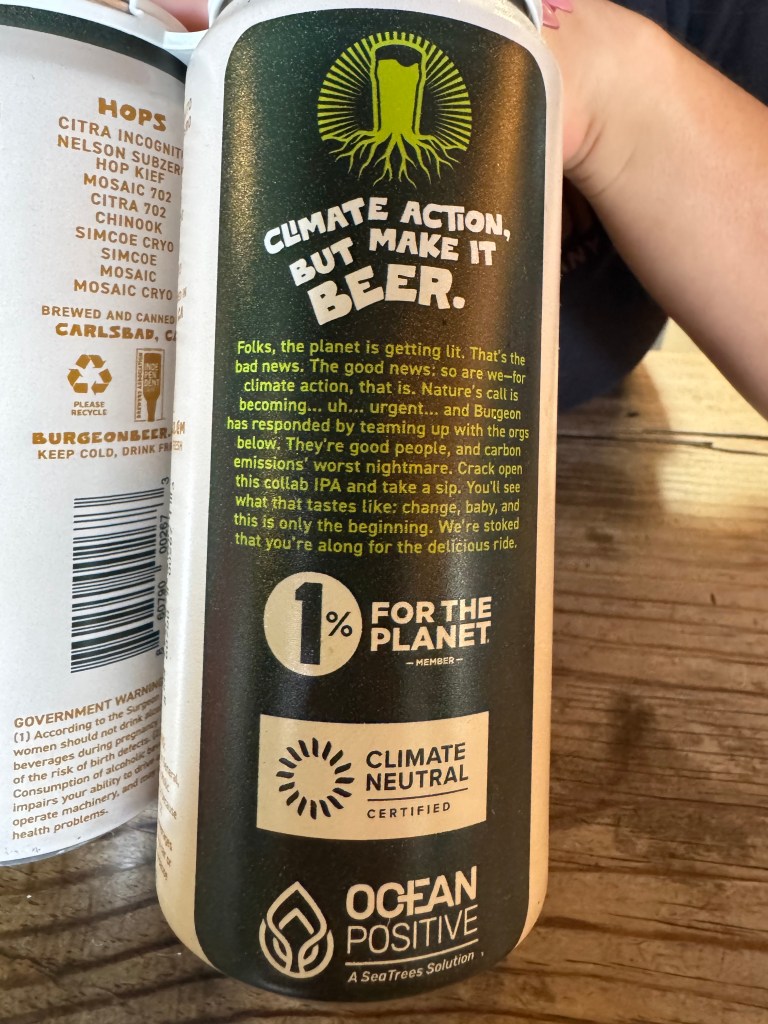 HOPS
CITRA INCOGNIT
NELSON SUBZER
HOP KIEF
MOSAIC 702
CITRA 702
CHINOOK
SIMCOE CRYO
SIMCOE
MOSAIC
MOSAIC CRYO
BREWED AND CANNED
CARLSBAD, C
PLEASE
RECYCLE
INDE
PEN
DENT
BURGEONBEER.
KEEP COLD, DRINK FR
GOVERNMENT WARNING
(1) According to the Surgeon
women should not drink
beverages during pregnancy
of the risk of birth defects.
Consumption of alcoholic
impairs your ability to drive
operate machinery, and
health problems.
CLIMATE ACTION,
BUT MAKE IT
BEER.
Folks, the planet is getting lit. That's the
bad news. The good news: so are we—for
climate action, that is. Nature's call is
becoming... uh... urgent... and Burgeon
has responded by teaming up with the orgs
below. They're good people, and carbon
emissions' worst nightmare. Crack open
this collab IPA and take a sip. You'll see
what that tastes like: change, baby, and
this is only the beginning. We're stoked
that you're along for the delicious ride.
1% FOR THE
PLANET
— MEMBER —
CLIMATE
NEUTRAL
CERTIFIED
OCEAN
POSITIVE
A SeaTrees Solution